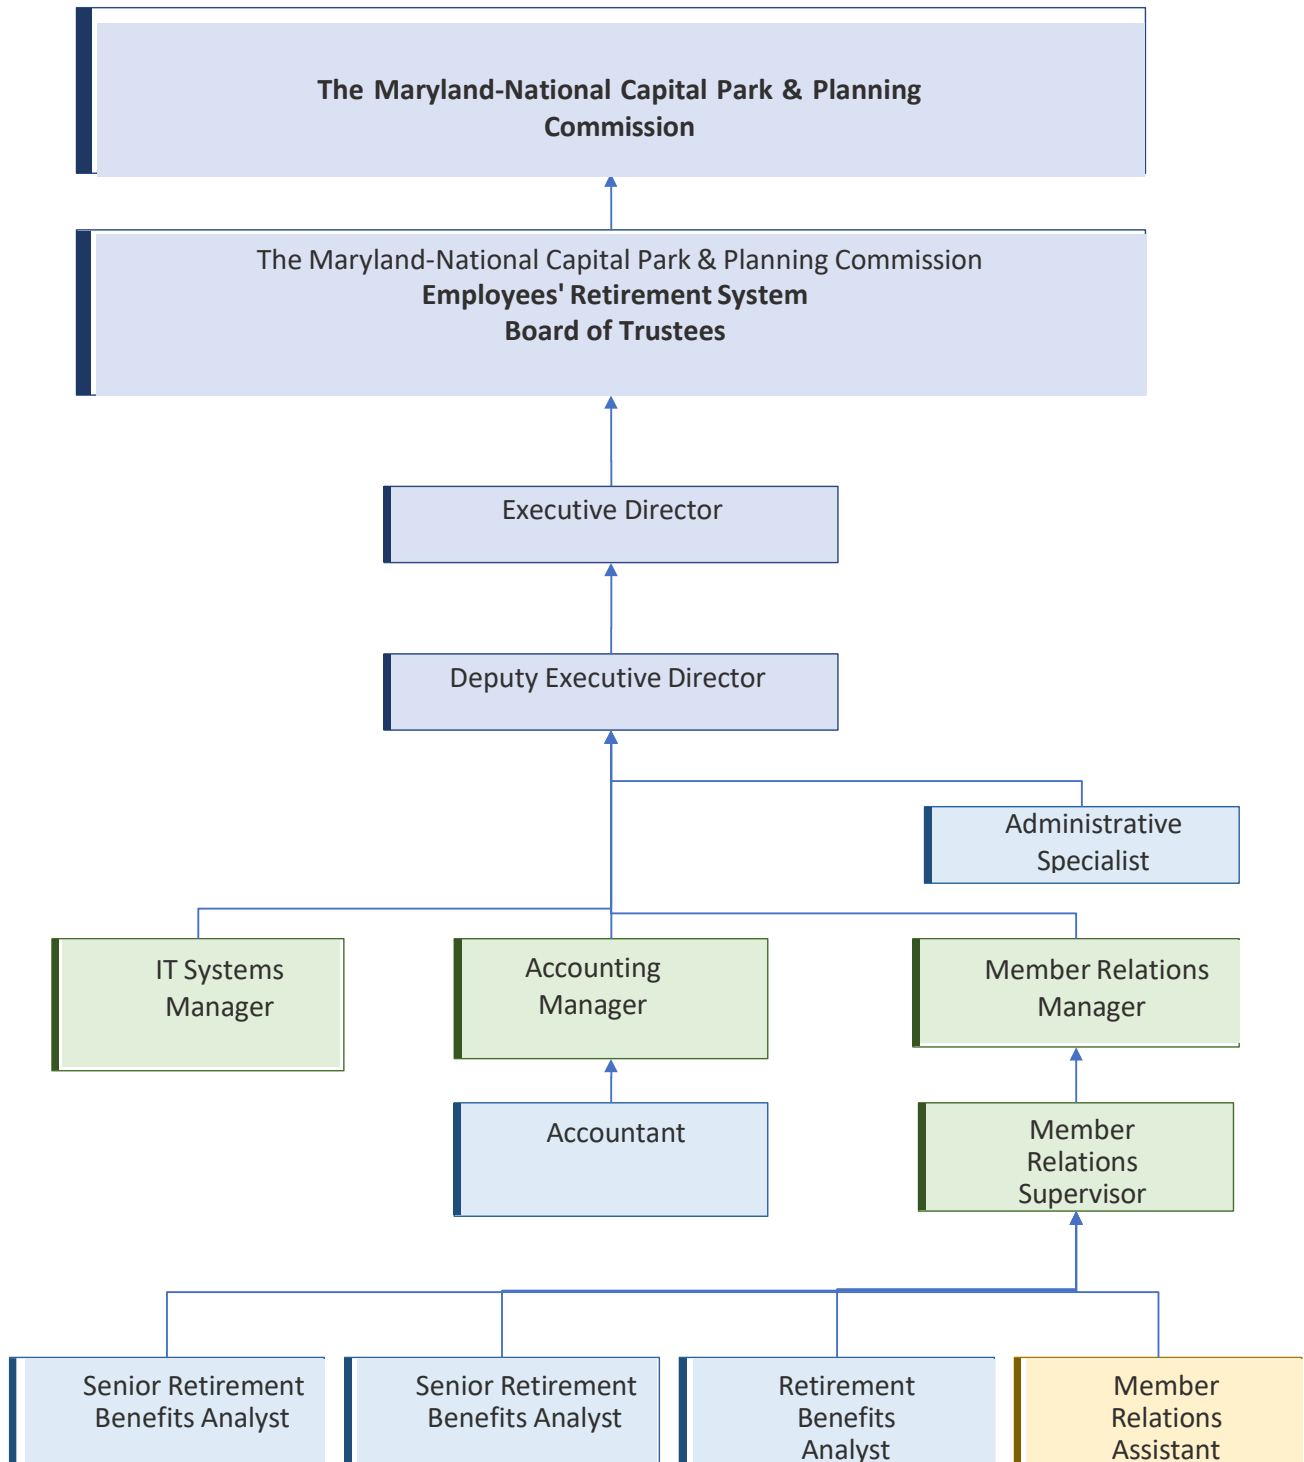 The Maryland-National Capital Park & Planning
Commission
The Maryland-National Capital Park & Planning Commission
Employees' Retirement System
Board of Trustees
Executive Director
Deputy Executive Director
Administrative
Specialist
IT Systems
Manager
Accounting
Manager
Member Relations
Manager
Accountant
Member
Relations
Supervisor
Senior Retirement
Benefits Analyst
Senior Retirement
Benefits Analyst
Retirement
Benefits
Analyst
Member
Relations
Assistant